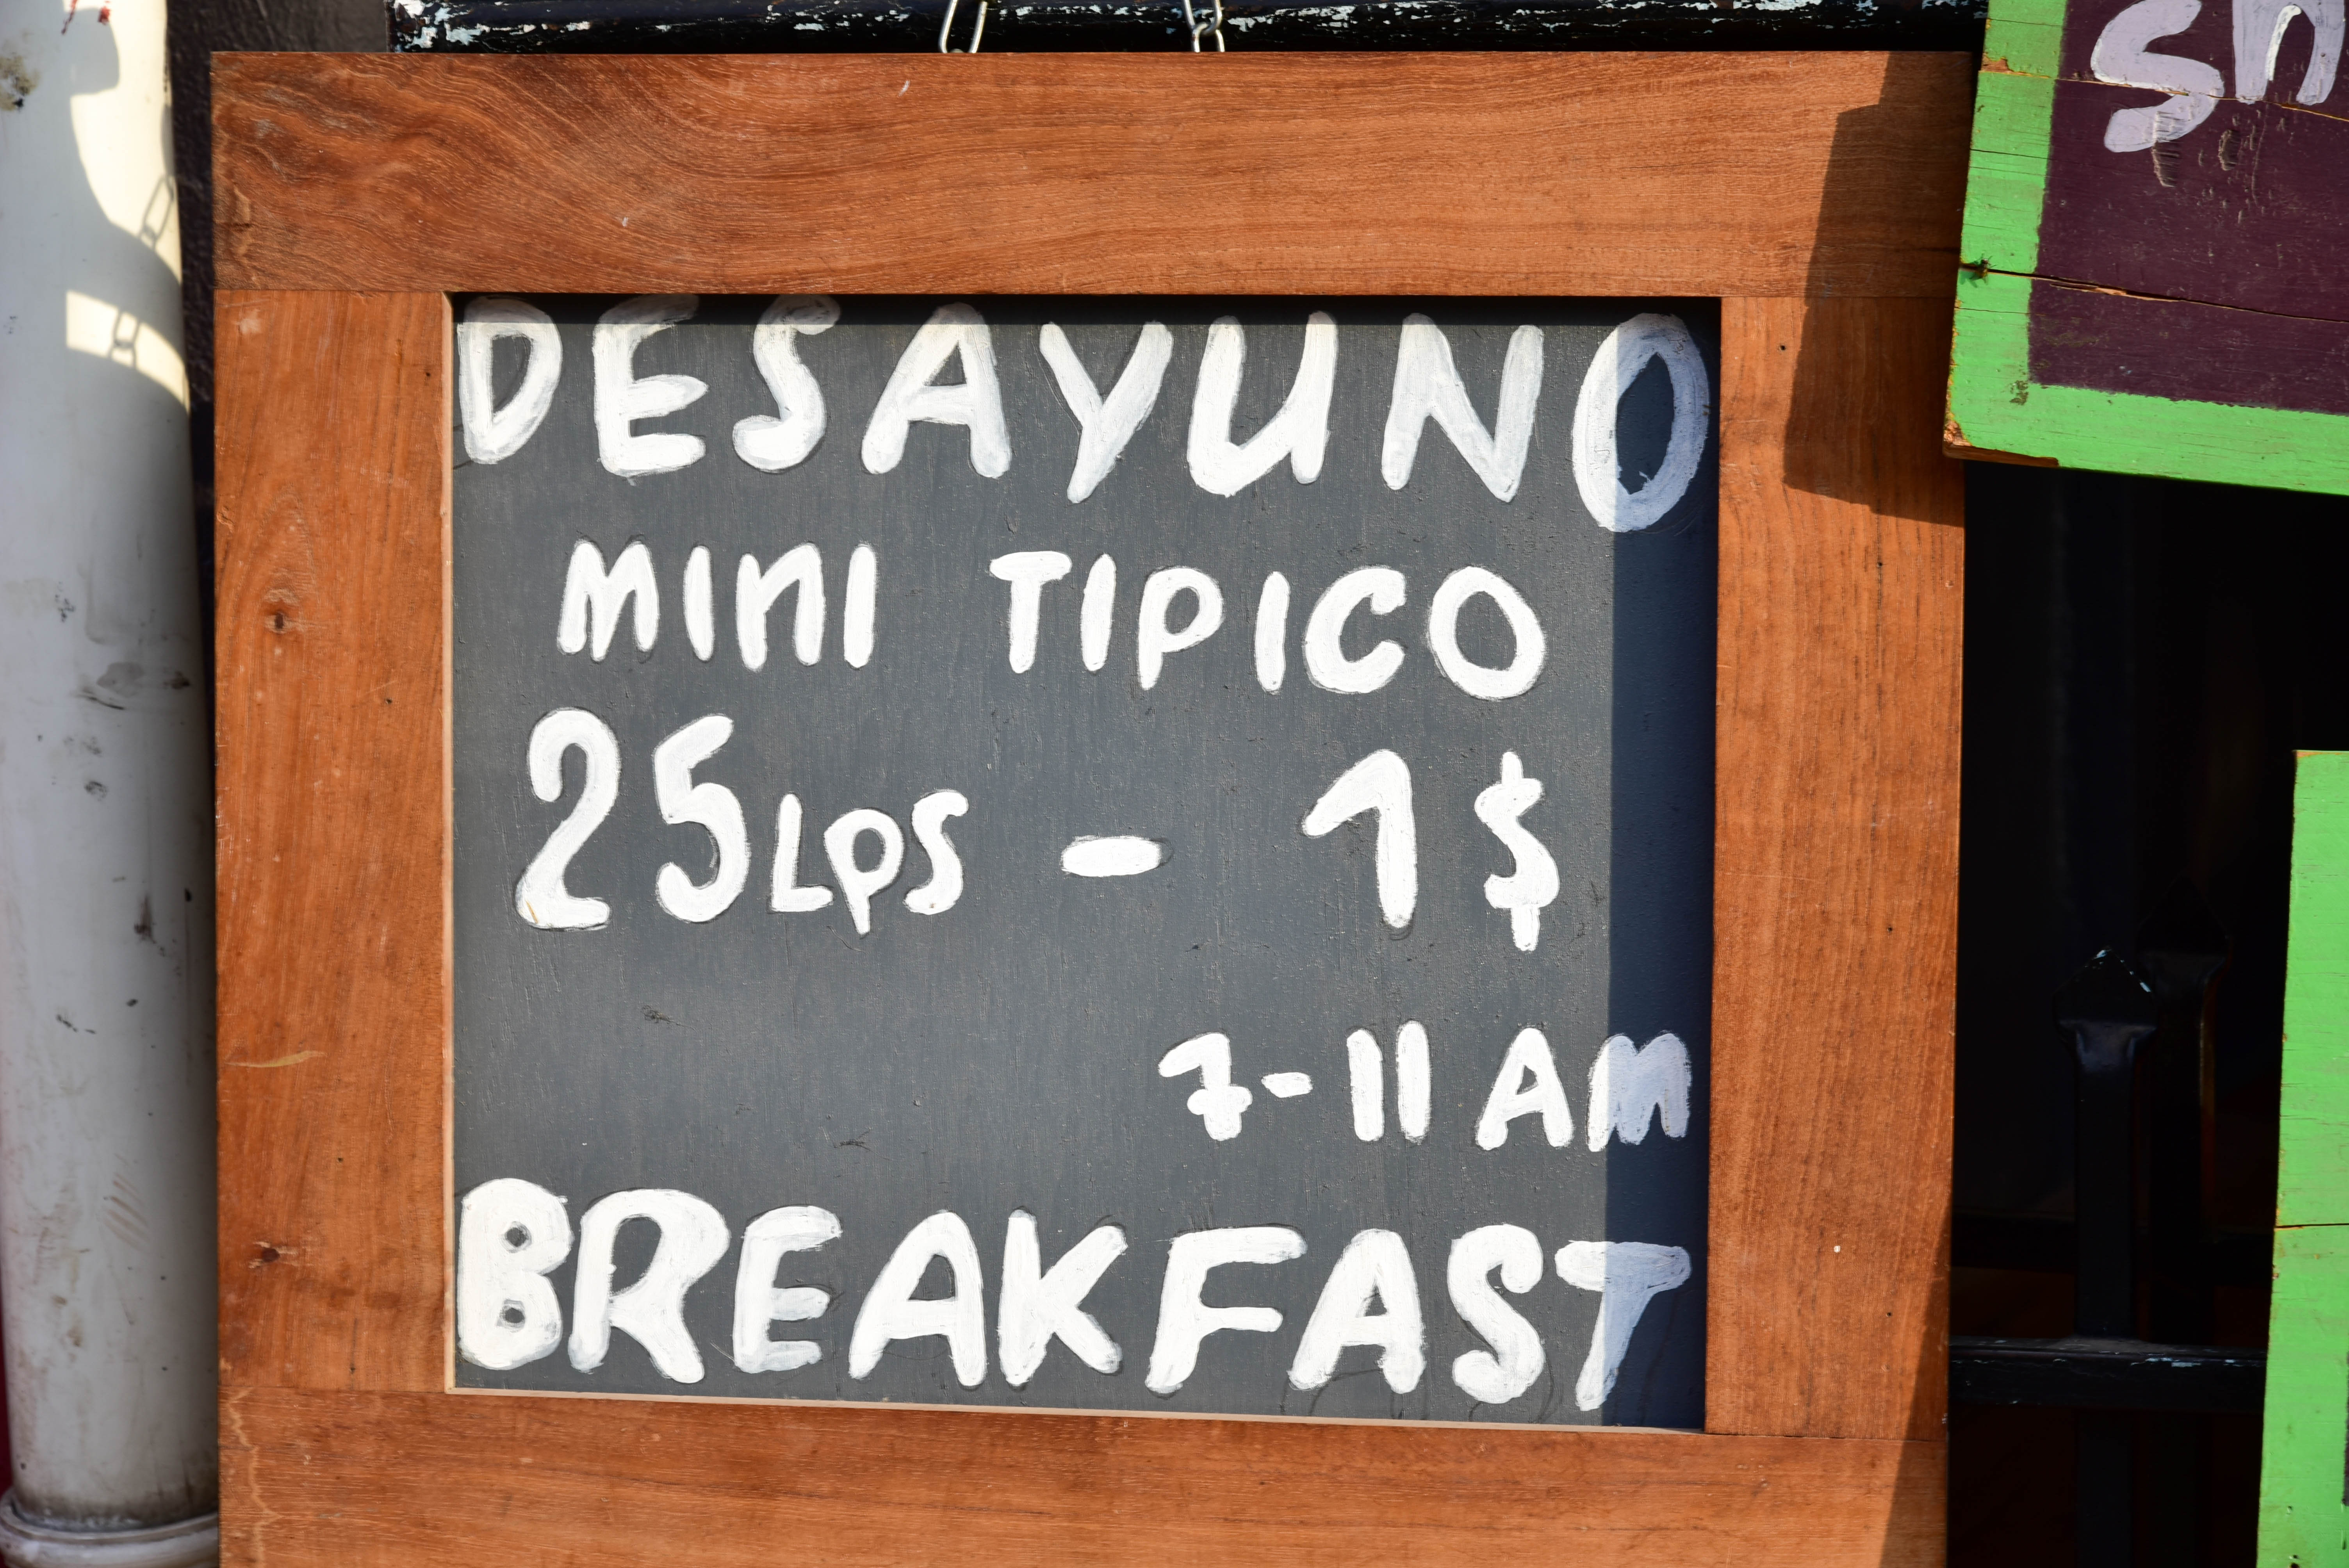 DESAYUNO
MINI TIPICO
25 LPS - 1 $
7-11 AM
BREAKFAST